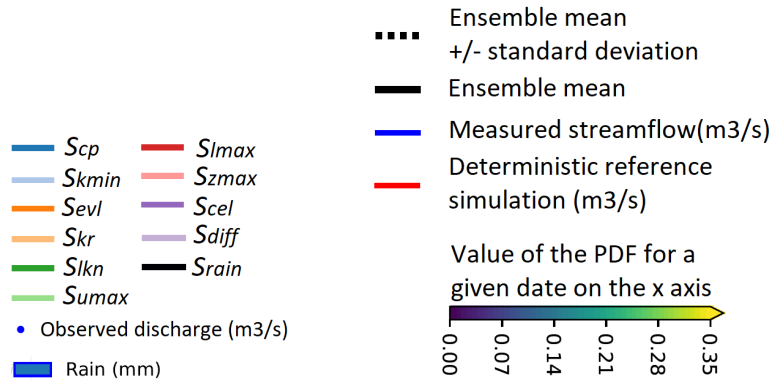 Ensemble mean
+/- standard deviation
Ensemble mean
Measured streamflow(m3/s)
Deterministic reference
simulation (m3/s)
Scp
Skmin
Sevl
Skr
Slkn
Sumax
Slmax
Szmax
Scel
Sdiff
Srain
Observed discharge (m3/s)
Rain (mm)
Value of the PDF for a
given date on the x axis
0.00
0.07
0.14
0.21
0.28
0.35